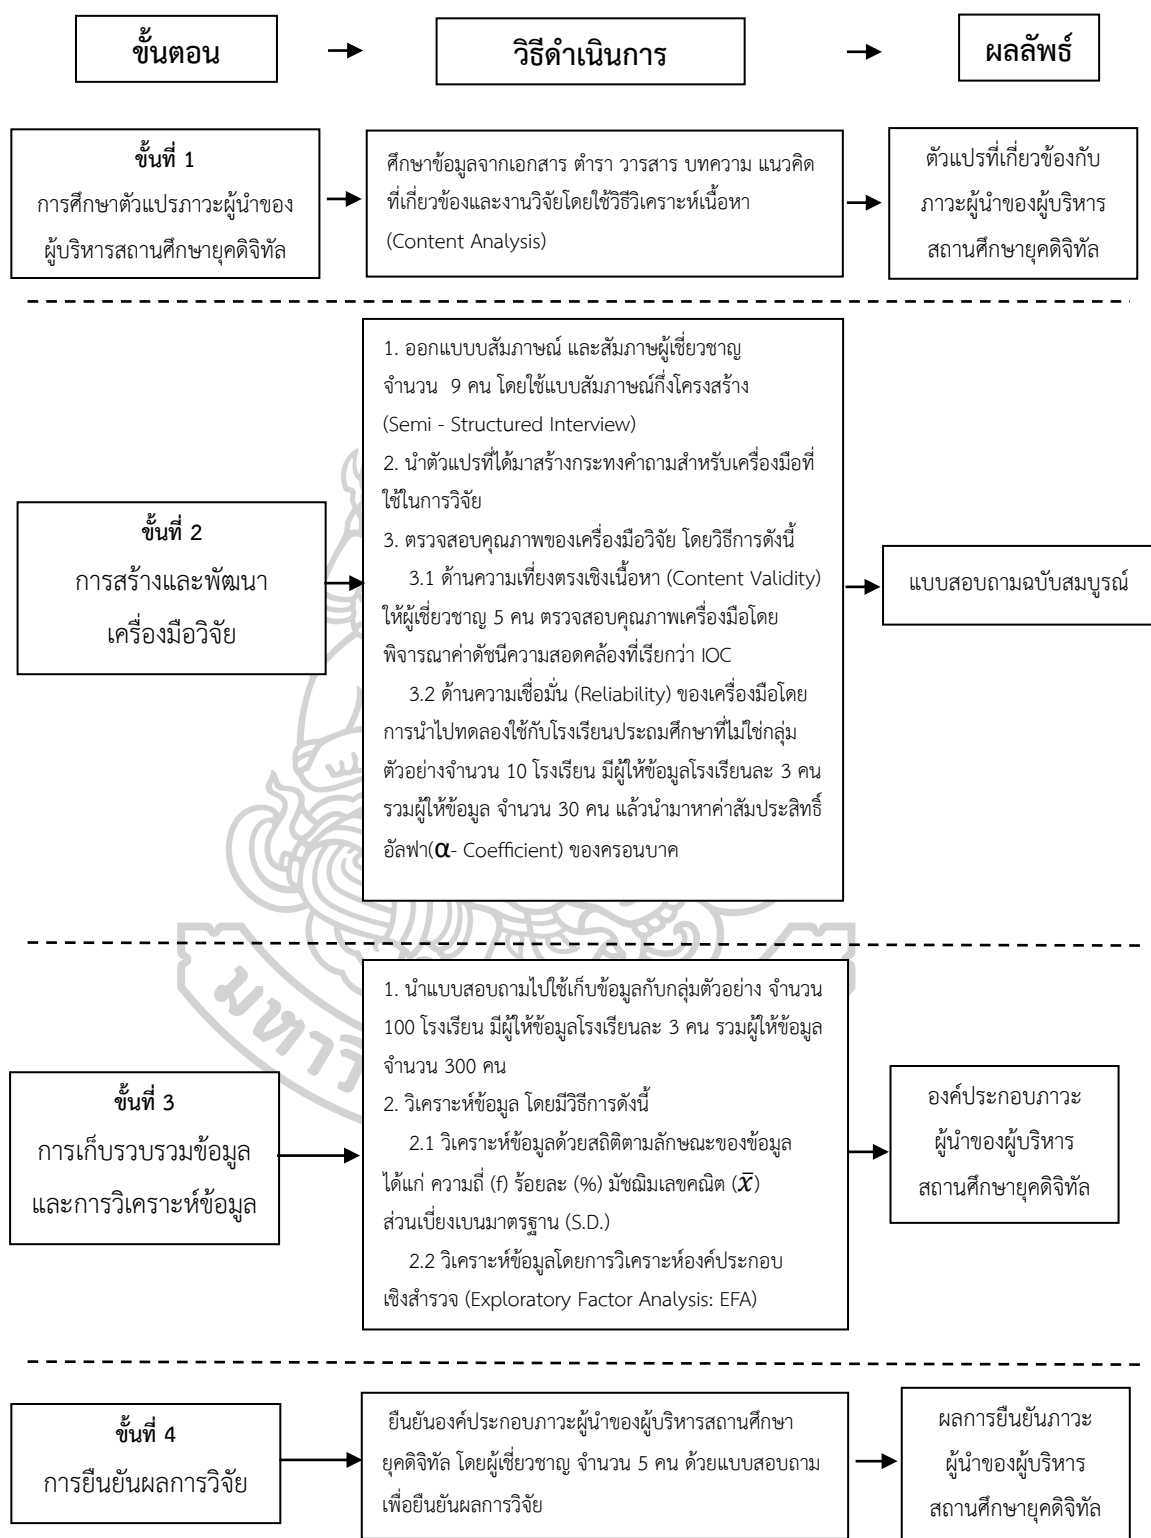 ขั้นตอน
วิธีดำเนินการ
ผลลัพธ์
ขั้นที่ 1
การศึกษาตัวแปรภาวะผู้นำของ
ผู้บริหารสถานศึกษายุคดิจิทัล
ศึกษาข้อมูลจากเอกสาร ตำรา วารสาร บทความ แนวคิด
ที่เกี่ยวข้องและงานวิจัยโดยใช้วิธีวิเคราะห์เนื้อหา
(Content Analysis)
ตัวแปรที่เกี่ยวข้องกับ
ภาวะผู้นำของผู้บริหาร
สถานศึกษายุคดิจิทัล
ขั้นที่ 2
การสร้างและพัฒนา
เครื่องมือวิจัย
1. ออกแบบบสัมภาษณ์ และสัมภาษผู้เชี่ยวชาญ
จำนวน 9 คน โดยใช้แบบสัมภาษณ์กึ่งโครงสร้าง
(Semi - Structured Interview)
2. นำตัวแปรที่ได้มาสร้างกระทงคำถามสำหรับเครื่องมือที่
ใช้ในการวิจัย
3. ตรวจสอบคุณภาพของเครื่องมือวิจัย โดยวิธีการดังนี้
3.1 ด้านความเที่ยงตรงเชิงเนื้อหา (Content Validity)
ให้ผู้เชี่ยวชาญ 5 คน ตรวจสอบคุณภาพเครื่องมือโดย
พิจารณาค่าดัชนีความสอดคล้องที่เรียกว่า IOC
3.2 ด้านความเชื่อมั่น (Reliability) ของเครื่องมือโดย
การนำไปทดลองใช้กับโรงเรียนประถมศึกษาที่ไม่ใช่กลุ่ม
ตัวอย่างจำนวน 10 โรงเรียน มีผู้ให้ข้อมูลโรงเรียนละ 3 คน
รวมผู้ให้ข้อมูล จำนวน 30 คน แล้วนำมาหาค่าสัมประสิทธิ์
อัลฟา(α- Coefficient) ของครอนบาค
แบบสอบถามฉบับสมบูรณ์
ขั้นที่ 3
การเก็บรวบรวมข้อมูล
และการวิเคราะห์ข้อมูล
1. นำแบบสอบถามไปใช้เก็บข้อมูลกับกลุ่มตัวอย่าง จำนวน
100 โรงเรียน มีผู้ให้ข้อมูลโรงเรียนละ 3 คน รวมผู้ให้ข้อมูล
จำนวน 300 คน
2. วิเคราะห์ข้อมูล โดยมีวิธีการดังนี้
2.1 วิเคราะห์ข้อมูลด้วยสถิติตามลักษณะของข้อมูล
ได้แก่ ความถี่ (f) ร้อยละ (%) มัชฌิมเลขคณิต (x̄)
ส่วนเบี่ยงเบนมาตรฐาน (S.D.)
2.2 วิเคราะห์ข้อมูลโดยการวิเคราะห์องค์ประกอบ
เชิงสำรวจ (Exploratory Factor Analysis: EFA)
องค์ประกอบภาวะ
ผู้นำของผู้บริหาร
สถานศึกษายุคดิจิทัล
ขั้นที่ 4
การยืนยันผลการวิจัย
ยืนยันองค์ประกอบภาวะผู้นำของผู้บริหารสถานศึกษา
ยุคดิจิทัล โดยผู้เชี่ยวชาญ จำนวน 5 คน ด้วยแบบสอบถาม
เพื่อยืนยันผลการวิจัย
ผลการยืนยันภาวะ
ผู้นำของผู้บริหาร
สถานศึกษายุคดิจิทัล